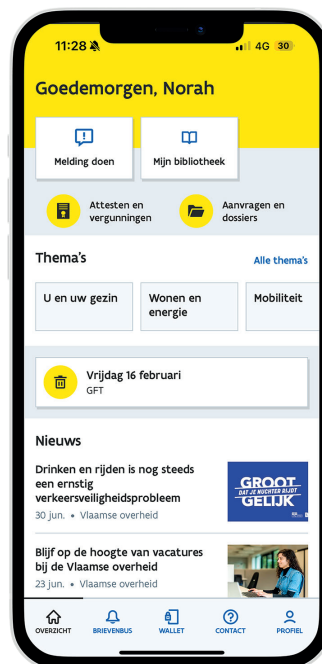 11:28
4G 30
Goedemorgen, Norah
Melding doen
Mijn bibliotheek
Attesten en
vergunningen
Aanvragen en
dossiers
Thema's
Alle thema's
U en uw gezin
Wonen en
energie
Mobiliteit
Vrijdag 16 februari
GFT
Nieuws
Drinken en rijden is nog steeds
een ernstig
verkeersveiligheidsprobleem
30 jun. • Vlaamse overheid
GROOT
DAT JE NUCHTER RIJDT
GELIJK
Blijf op de hoogte van vacatures
bij de Vlaamse overheid
23 jun. • Vlaamse overheid
OVERZICHT
BRIEVENBUS
WALLET
CONTACT
PROFIEL